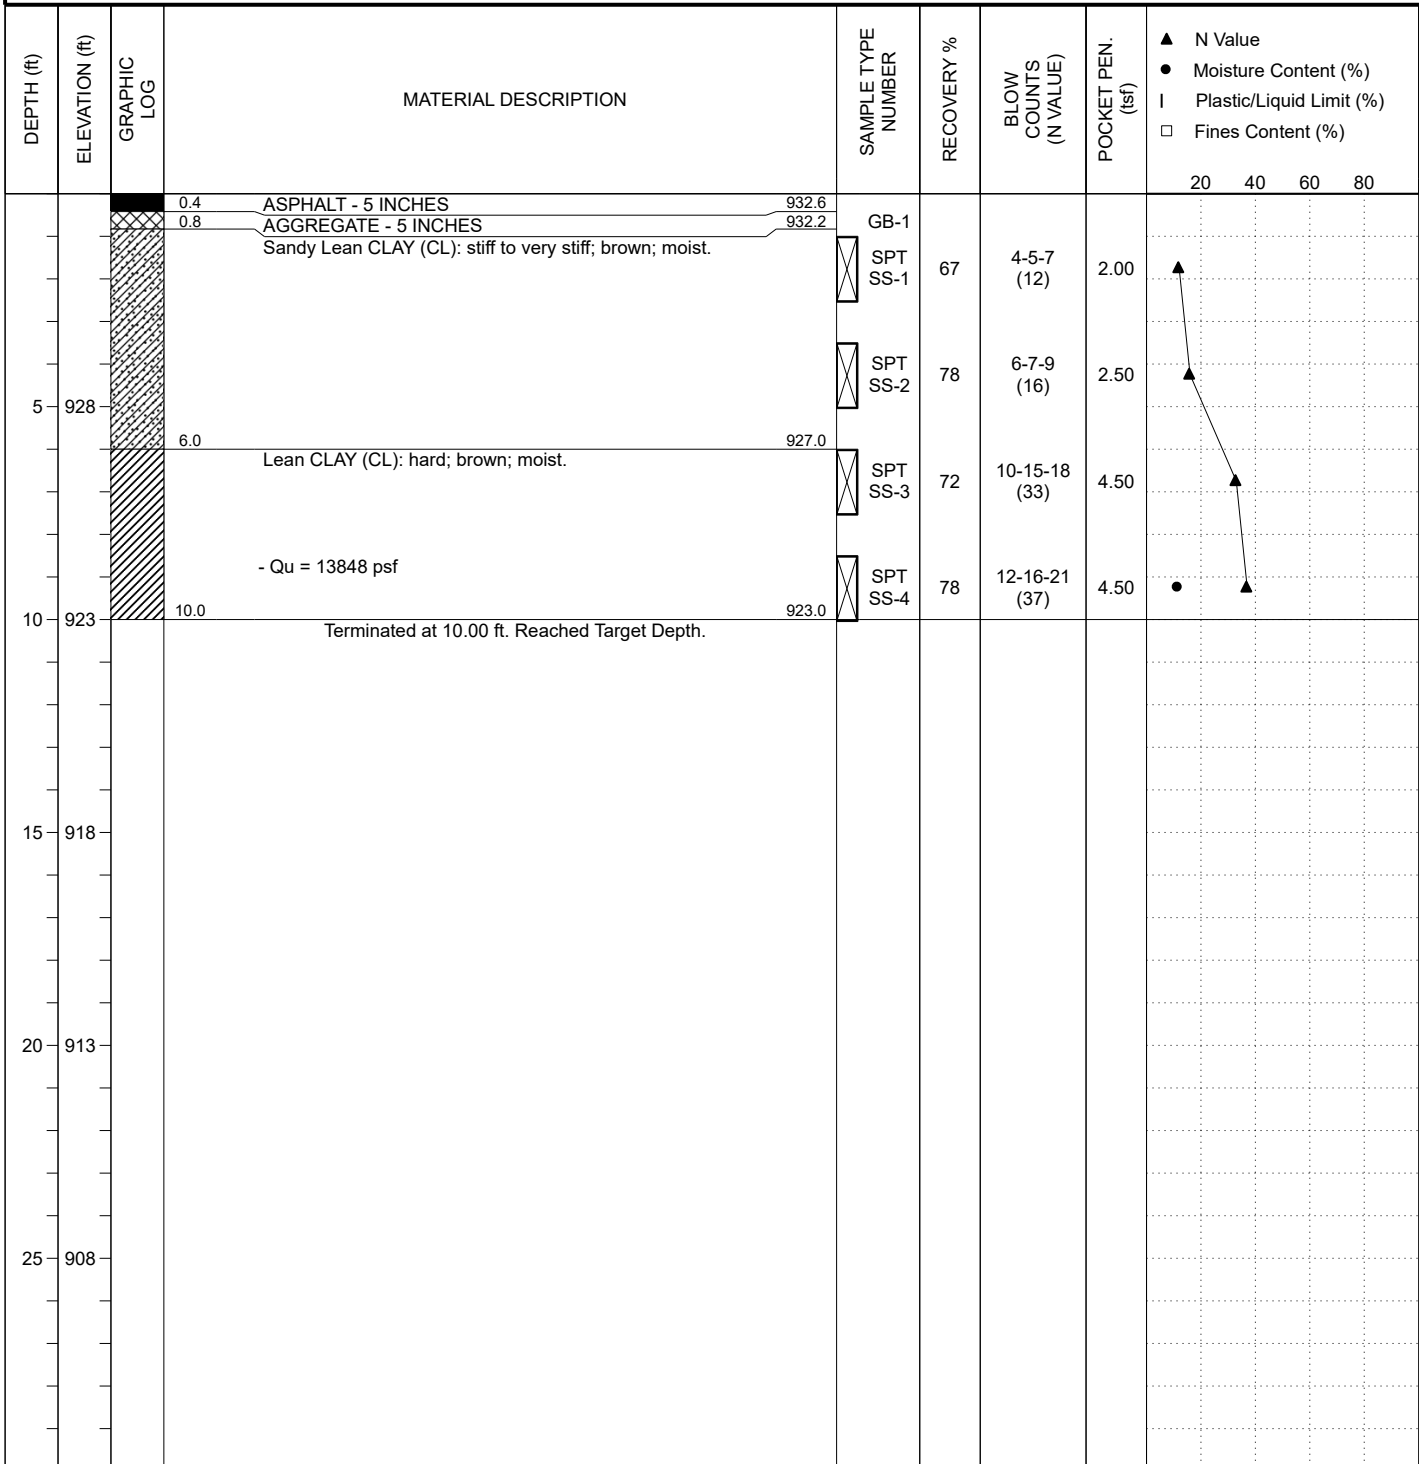 DEPTH (ft)
ELEVATION (ft)
GRAPHIC
LOG
MATERIAL DESCRIPTION
SAMPLE TYPE
NUMBER
RECOVERY %
BLOW
COUNTS
(N VALUE)
POCKET PEN.
(tsf)
▲ N Value
● Moisture Content (%)
| Plastic/Liquid Limit (%)
□ Fines Content (%)
20 40 60 80
0.4 ASPHALT - 5 INCHES 932.6
0.8 AGGREGATE - 5 INCHES 932.2
GB-1
Sandy Lean CLAY (CL): stiff to very stiff; brown; moist.
SPT
SS-1
67
4-5-7
(12)
2.00
SPT
SS-2
78
6-7-9
(16)
2.50
5 928
6.0 927.0
Lean CLAY (CL): hard; brown; moist.
SPT
SS-3
72
10-15-18
(33)
4.50
- Qu = 13848 psf
SPT
SS-4
78
12-16-21
(37)
4.50
10.0 923.0
10 923
Terminated at 10.00 ft. Reached Target Depth.
15 918
20 913
25 908